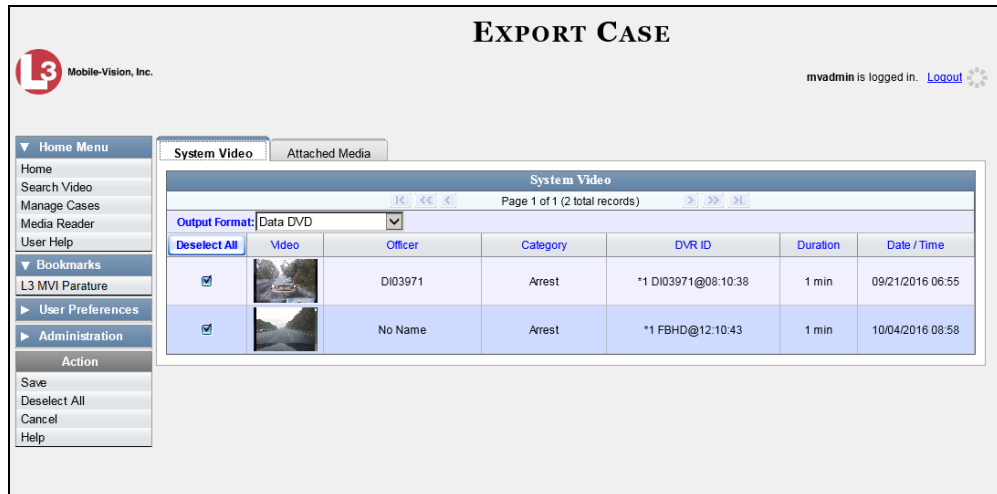 EXPORT CASE
L3 Mobile-Vision, Inc.
mvadmin is logged in. Logout
▼ Home Menu
Home
Search Video
Manage Cases
Media Reader
User Help
▼ Bookmarks
L3 MVI Parature
▶ User Preferences
▶ Administration
Action
Save
Deselect All
Cancel
Help
System Video Attached Media
System Video
|< << < Page 1 of 1 (2 total records) > >> >|
Output Format: Data DVD
Deselect All Video Officer Category DVR ID Duration Date / Time
DI03971 Arrest *1 DI03971@08:10:38 1 min 09/21/2016 06:55
No Name Arrest *1 FBHD@12:10:43 1 min 10/04/2016 08:58